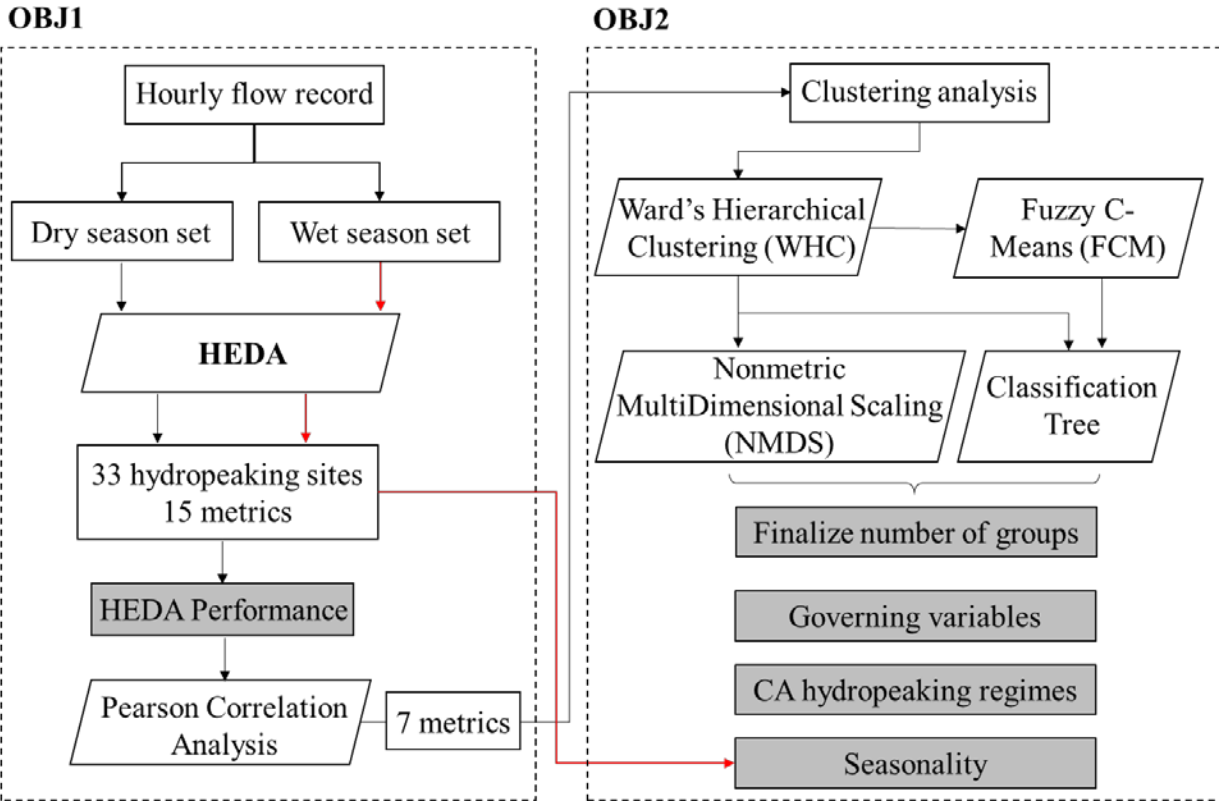 OBJ1
Hourly flow record
Dry season set
Wet season set
HEDA
33 hydropeaking sites
15 metrics
HEDA Performance
Pearson Correlation
Analysis
7 metrics
OBJ2
Clustering analysis
Ward's Hierarchical
Clustering (WHC)
Fuzzy C-
Means (FCM)
Nonmetric
MultiDimensional Scaling
(NMDS)
Classification
Tree
Finalize number of groups
Governing variables
CA hydropeaking regimes
Seasonality